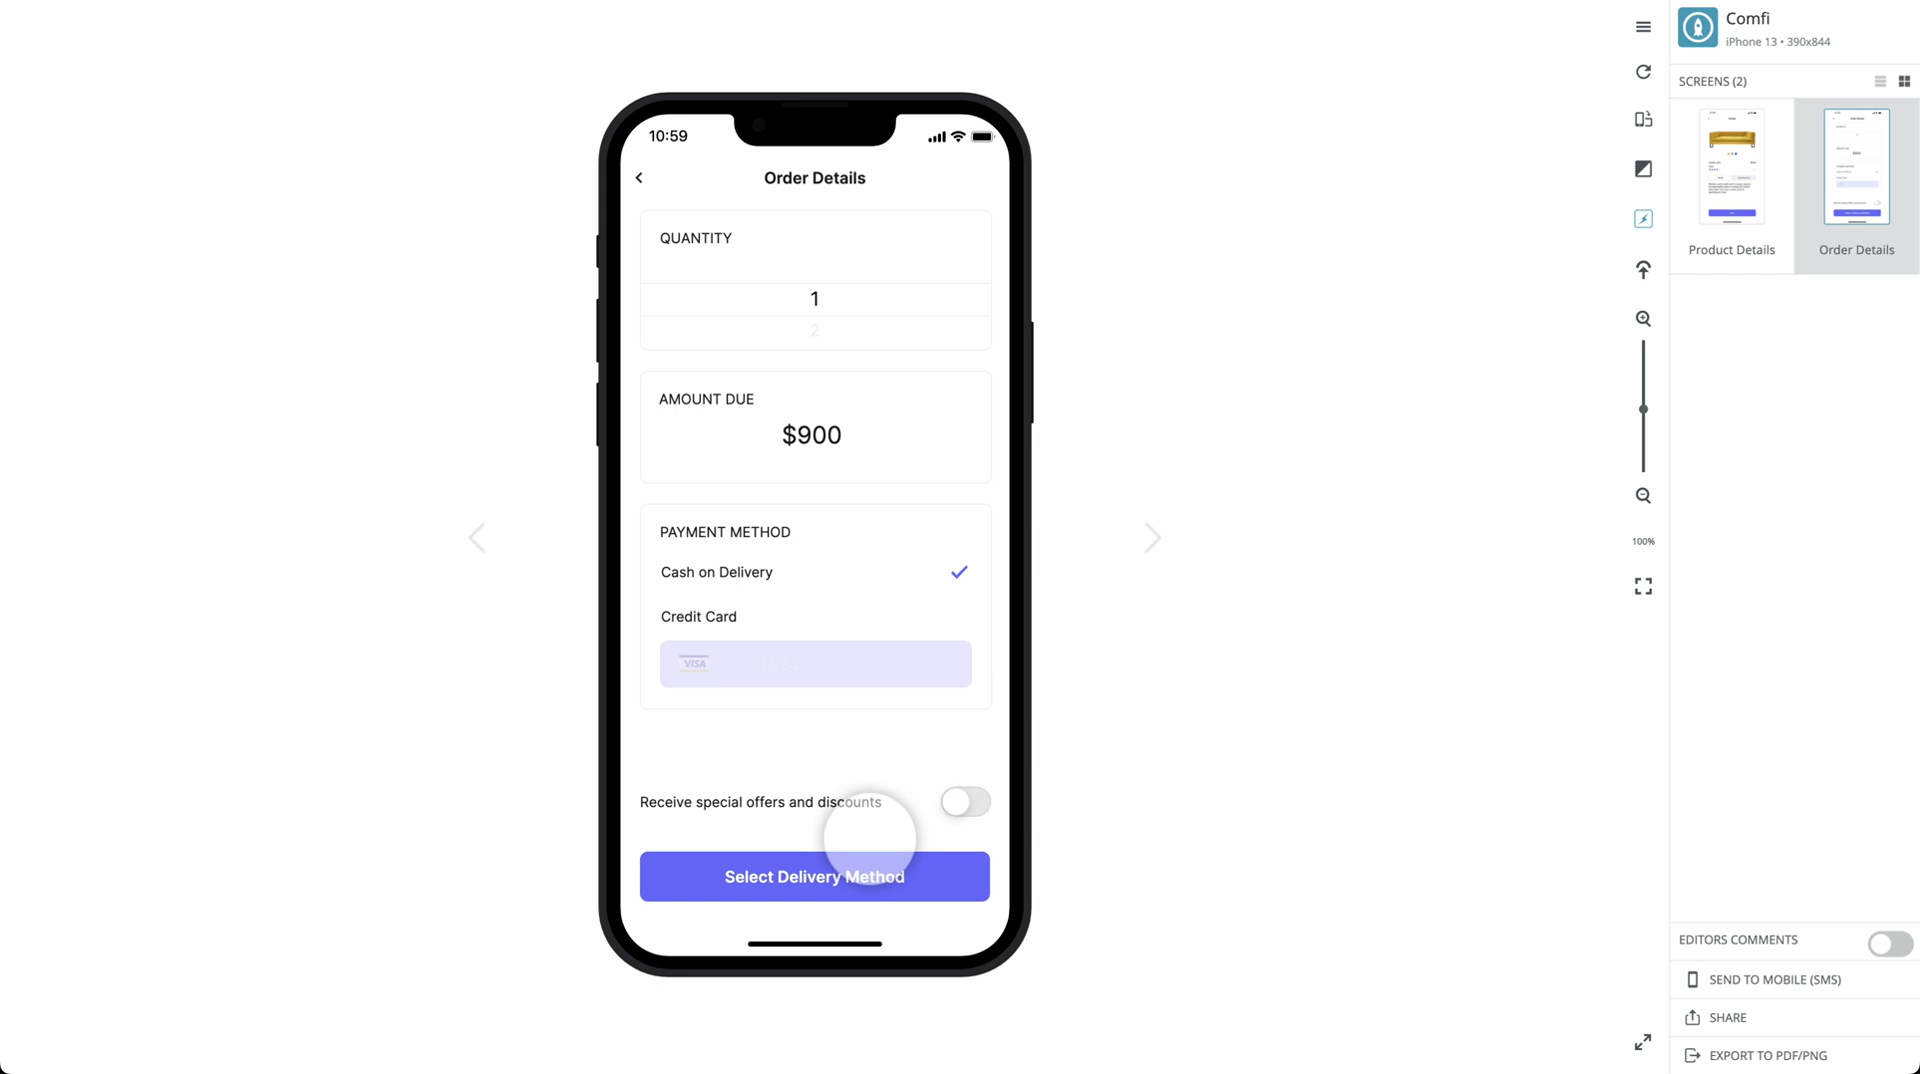 10:59
Order Details
QUANTITY
1
2
AMOUNT DUE
$900
PAYMENT METHOD
Cash on Delivery
Credit Card
VISA
Receive special offers and discounts
Select Delivery Method
100%
Comfi
iPhone 13 • 390x844
SCREENS (2)
Product Details
Order Details
EDITORS COMMENTS
SEND TO MOBILE (SMS)
SHARE
EXPORT TO PDF/PNG